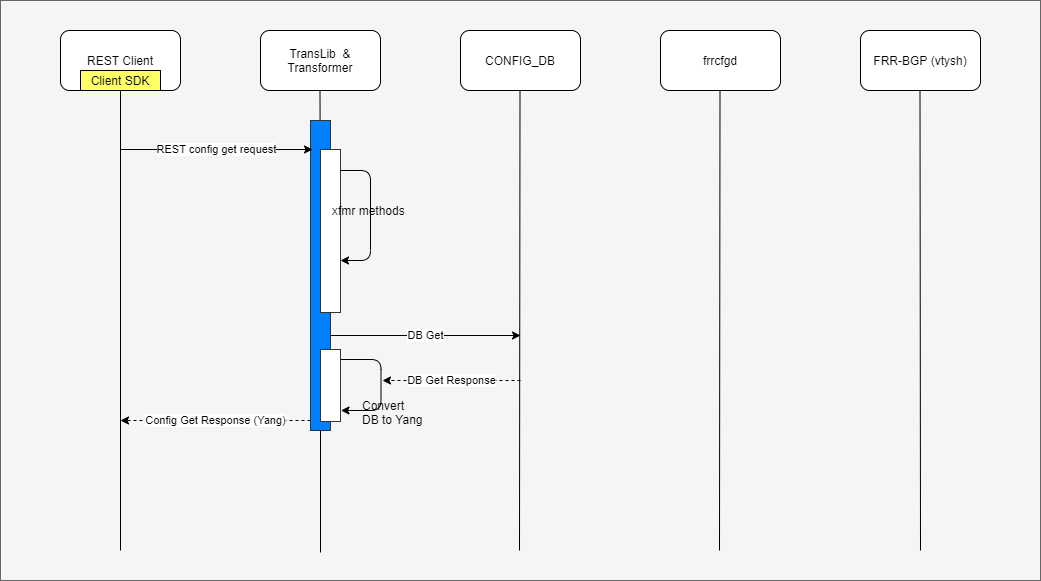 REST Client
Client SDK
TransLib & 
Transformer
CONFIG_DB
frrcfgd
FRR-BGP (vtysh)
REST config get request
xfmr methods
DB Get
DB Get Response
Convert
DB to Yang
Config Get Response (Yang)